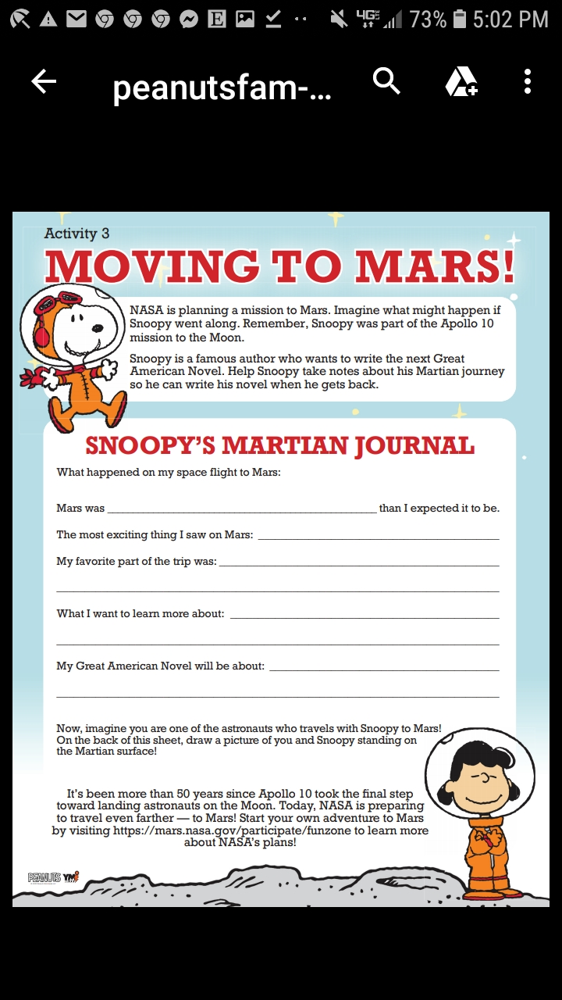 4G LTE 73% 5:02 PM
peanutsfam-...
Activity 3
MOVING TO MARS!
NASA is planning a mission to Mars. Imagine what might happen if
Snoopy went along. Remember, Snoopy was part of the Apollo 10
mission to the Moon.
Snoopy is a famous author who wants to write the next Great
American Novel. Help Snoopy take notes about his Martian journey
so he can write his novel when he gets back.
SNOOPY'S MARTIAN JOURNAL
What happened on my space flight to Mars:
Mars was ____ than I expected it to be.
The most exciting thing I saw on Mars: ____
My favorite part of the trip was: ____
What I want to learn more about: ____
My Great American Novel will be about: ____
Now, imagine you are one of the astronauts who travels with Snoopy to Mars!
On the back of this sheet, draw a picture of you and Snoopy standing on
the Martian surface!
It's been more than 50 years since Apollo 10 took the final step
toward landing astronauts on the Moon. Today, NASA is preparing
to travel even farther — to Mars! Start your own adventure to Mars
by visiting https://mars.nasa.gov/participate/funzone to learn more
about NASA's plans!
PEANUTS YMI